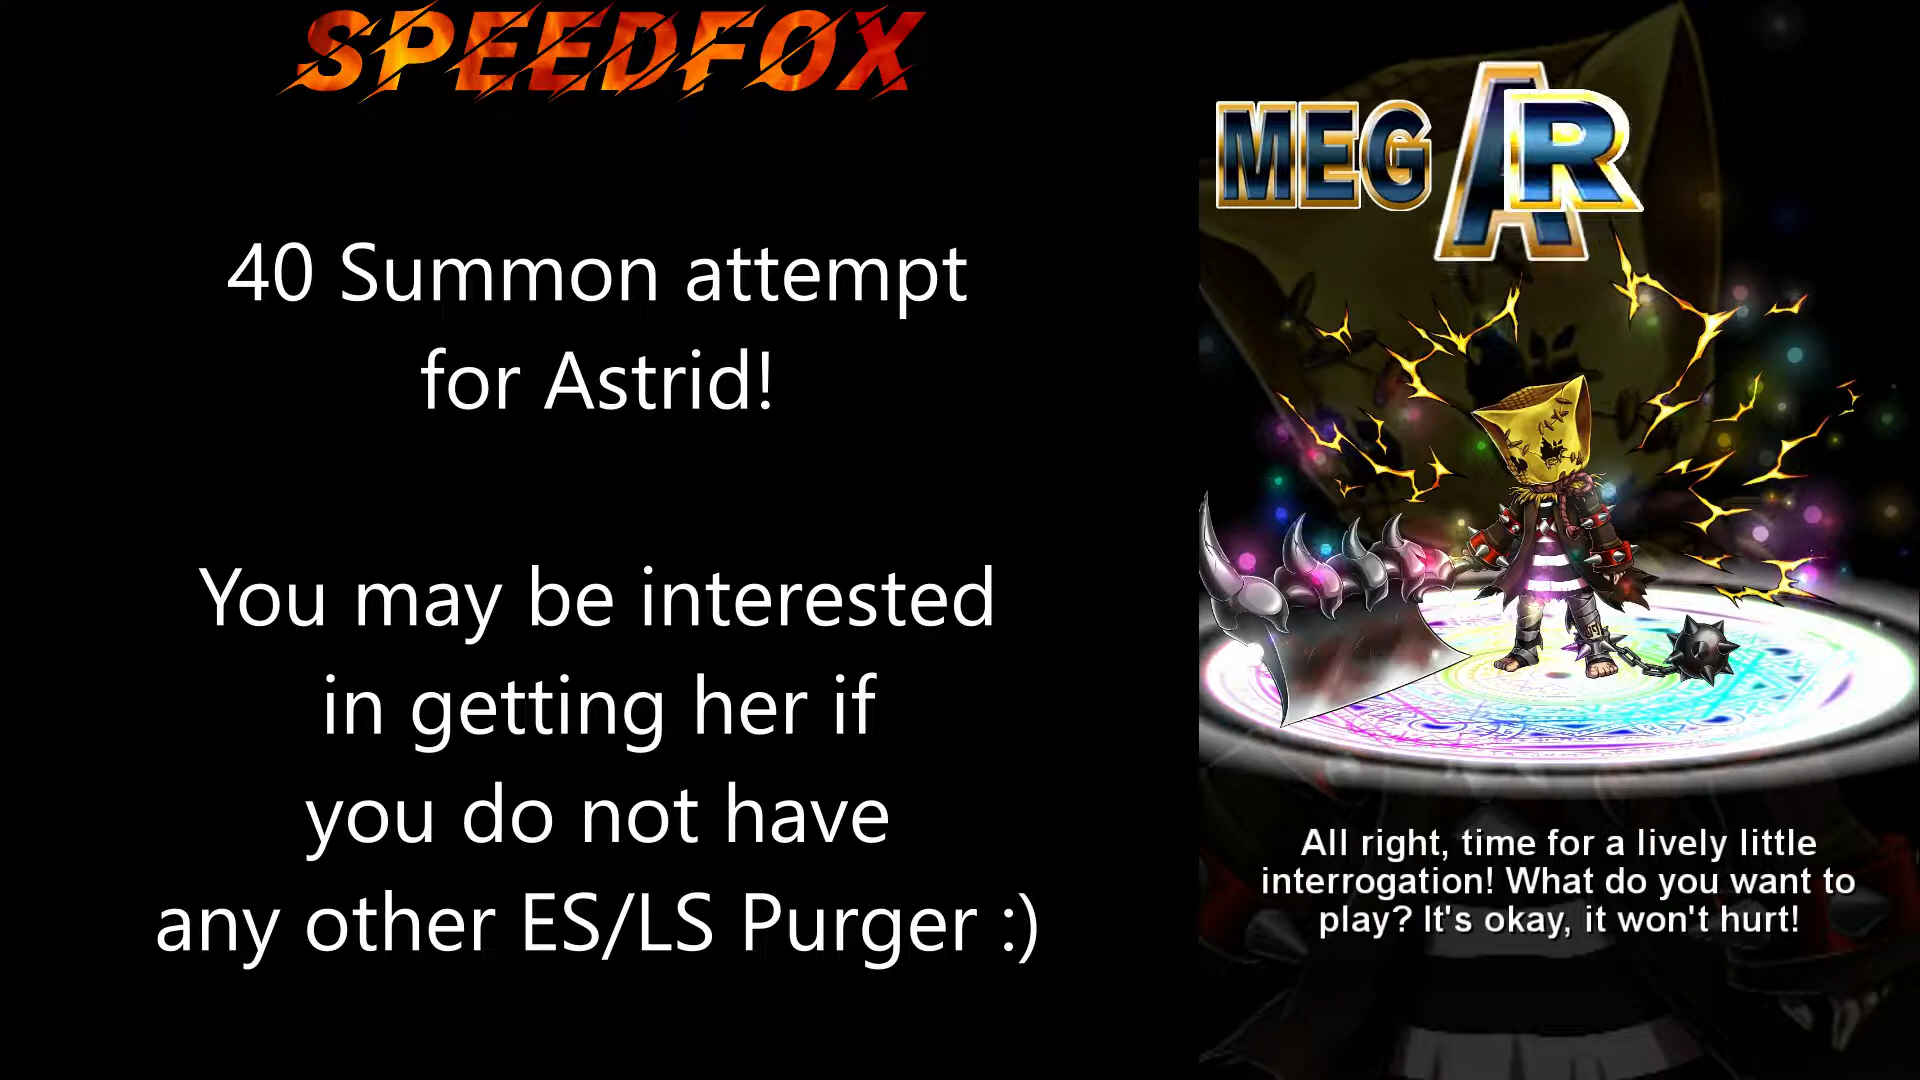 SPEEDFOX
40 Summon attempt
for Astrid!
You may be interested
in getting her if
you do not have
any other ES/LS Purger :)
MEGA R
All right, time for a lively little
interrogation! What do you want to
play? It's okay, it won't hurt!